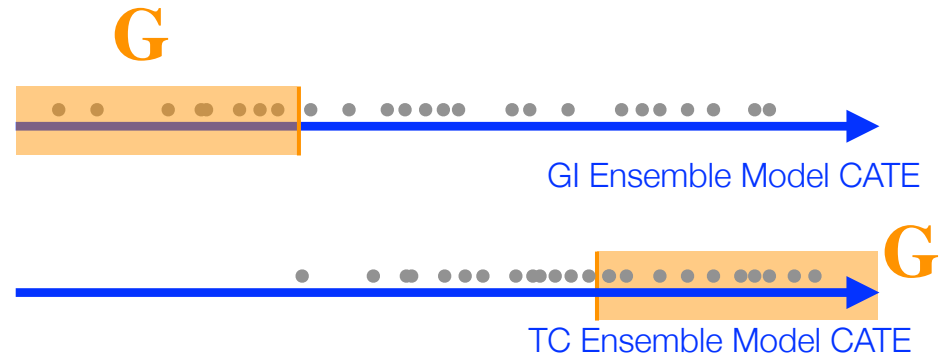 G
GI Ensemble Model CATE
G
TC Ensemble Model CATE